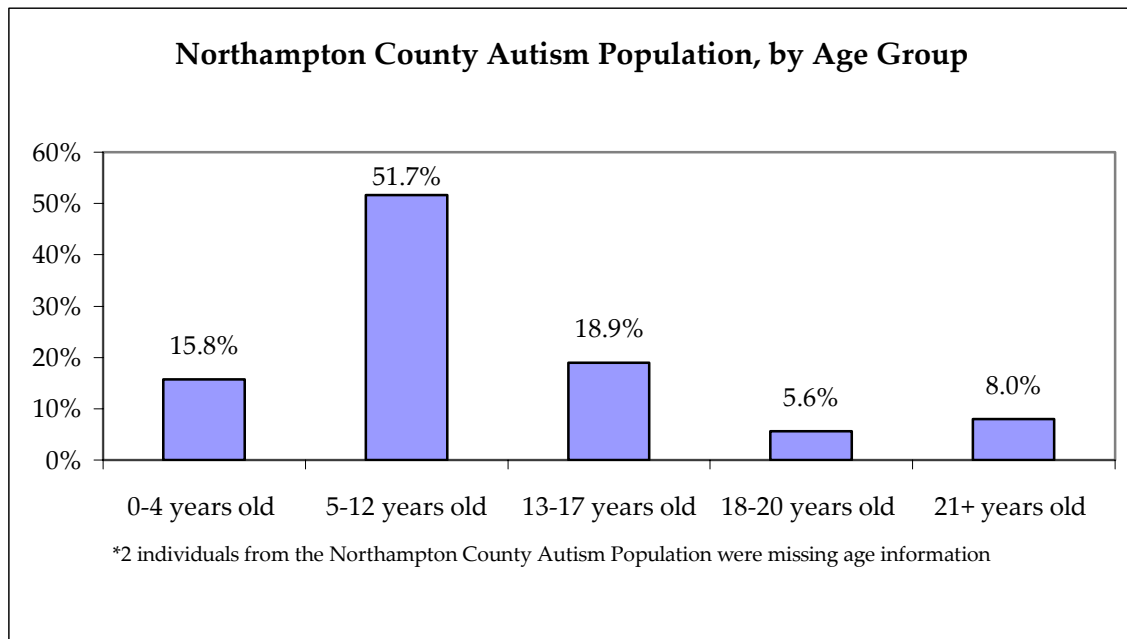 Northampton County Autism Population, by Age Group
60%
50%
40%
30%
20%
10%
0%
15.8%
51.7%
18.9%
5.6%
8.0%
0-4 years old
5-12 years old
13-17 years old
18-20 years old
21+ years old
*2 individuals from the Northampton County Autism Population were missing age information